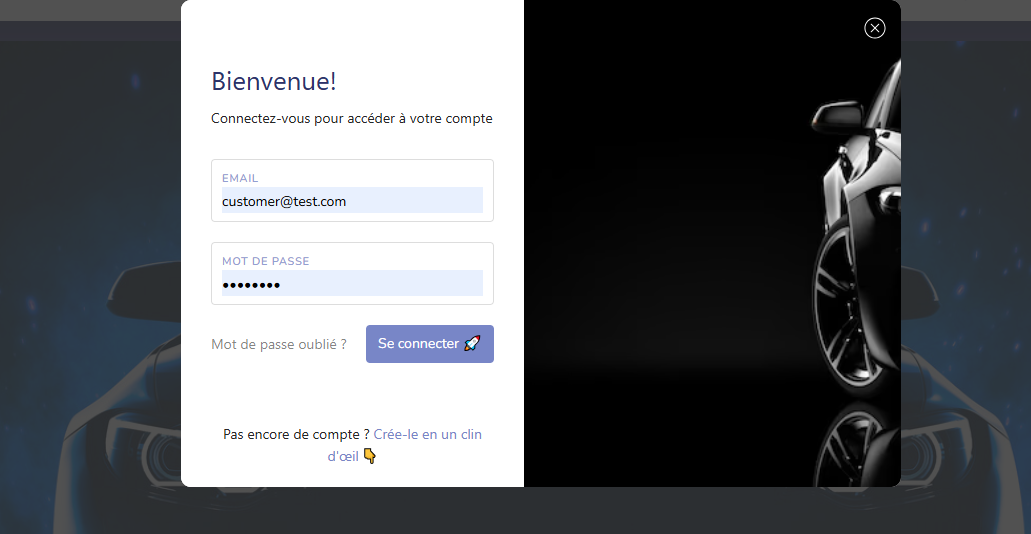 Bienvenue!
Connectez-vous pour accéder à votre compte
EMAIL
customer@test.com
MOT DE PASSE
••••••••
Mot de passe oublié ?
Se connecter 🚀
Pas encore de compte ? Crée-le en un clin
d'œil 👇